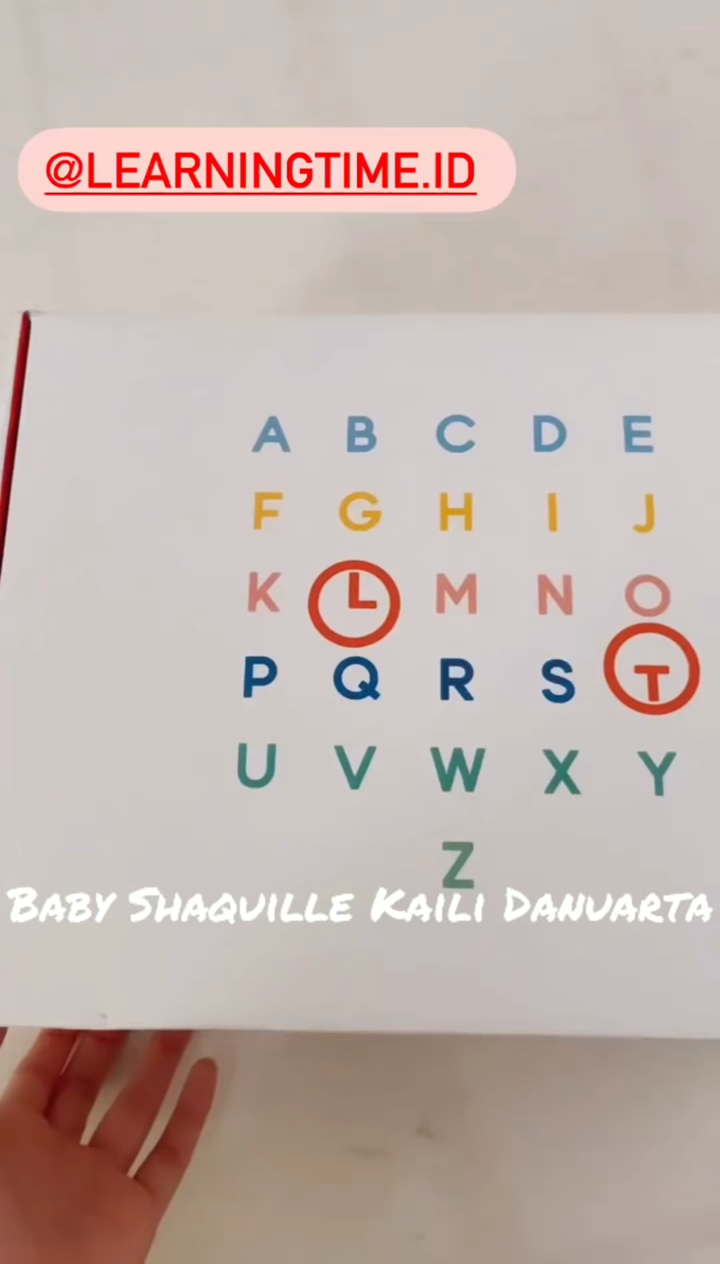 @LEARNINGTIME.ID
A B C D E
F G H I J
K L M N O
P Q R S T
U V W X Y
Z
BABY SHAQUILLE KAILI DANUARTA